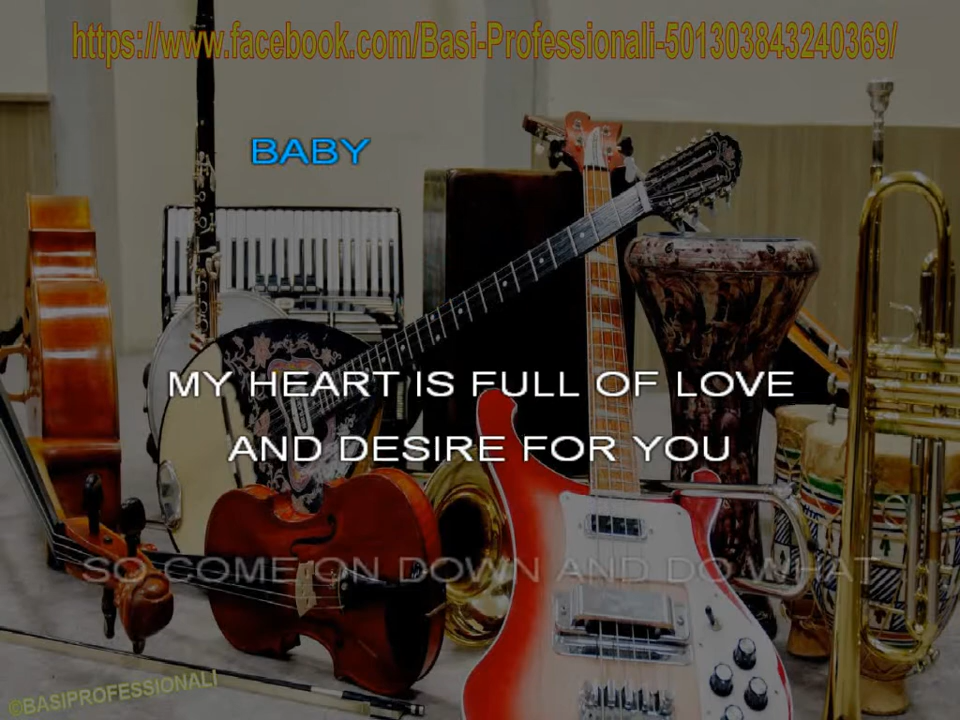 https://www.facebook.com/Basi-Professionali-501303843240369/
BABY
MY HEART IS FULL OF LOVE
AND DESIRE FOR YOU
SO COME ON DOWN AND DO WHAT
©BASIPROFESSIONALI